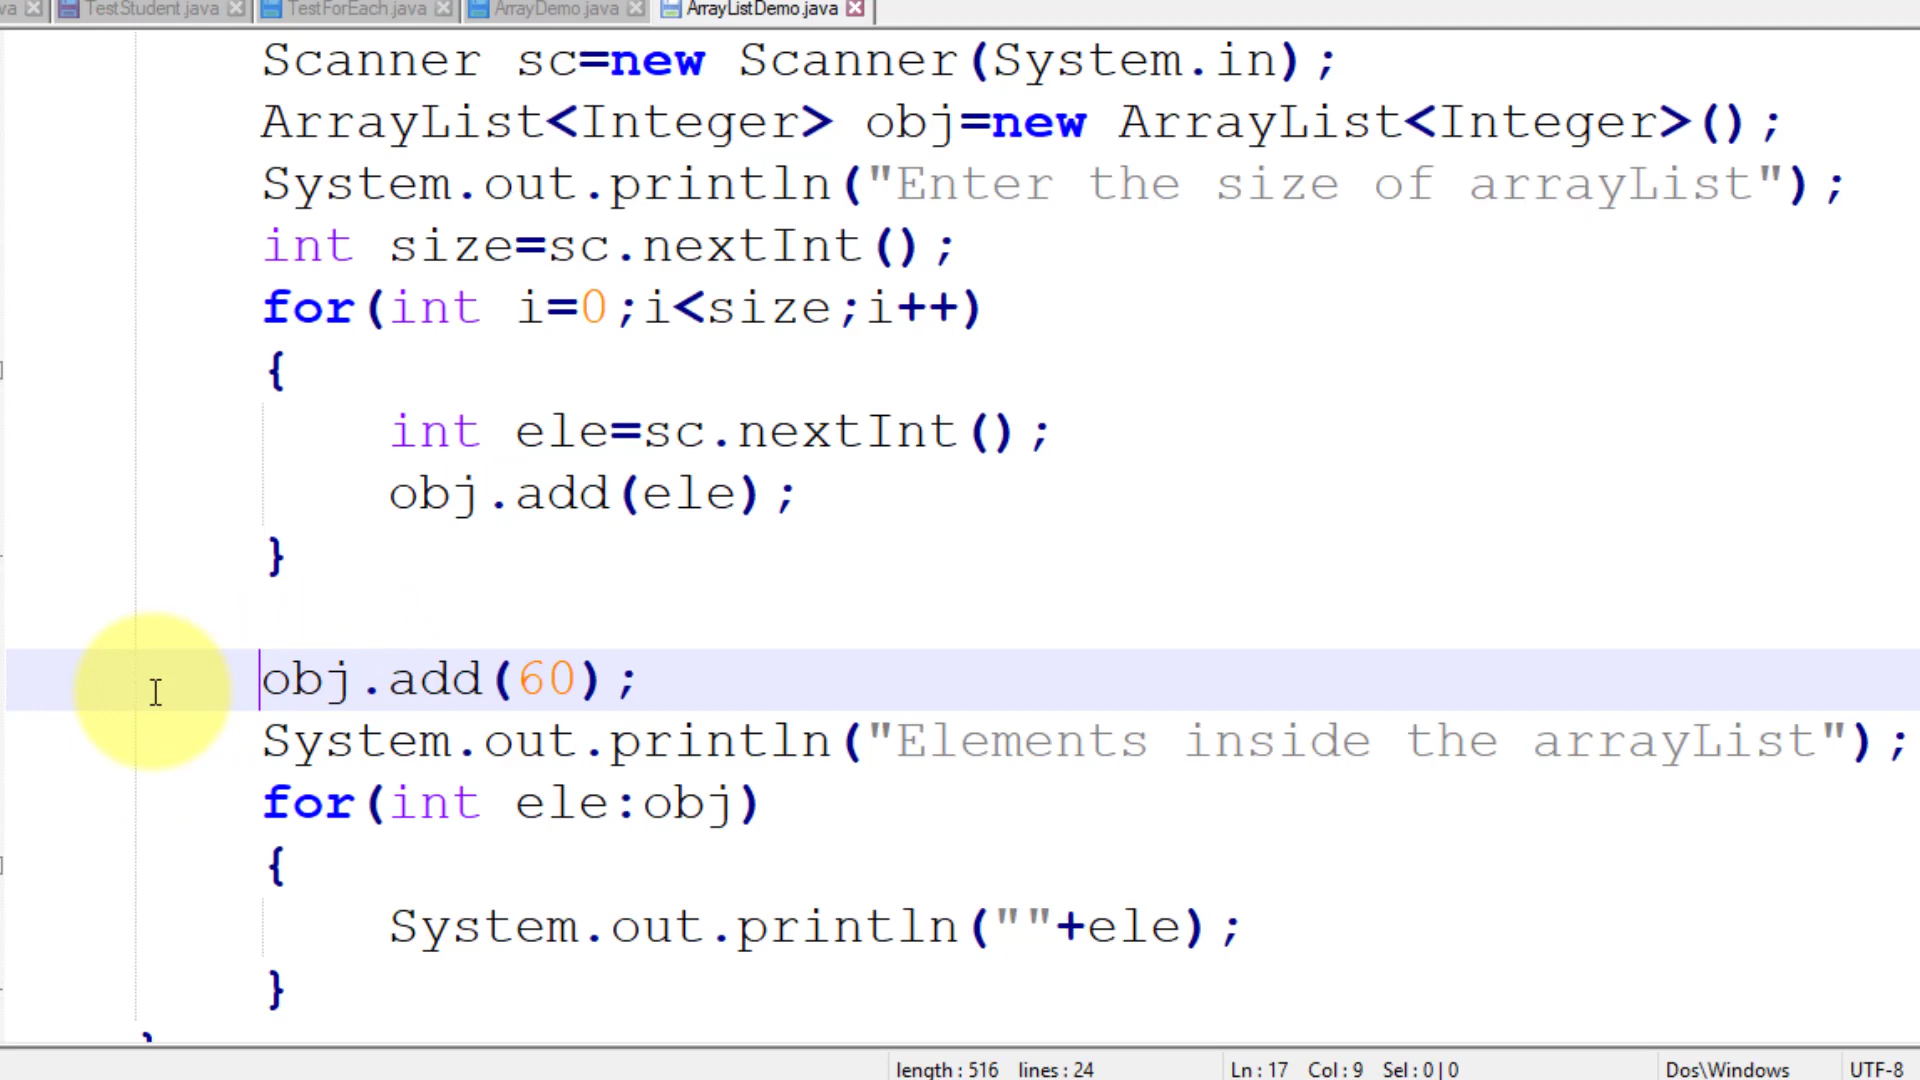 va TestStudent.java TestForEach.java ArrayDemo.java ArrayListDemo.java
Scanner sc=new Scanner(System.in);
ArrayList<Integer> obj=new ArrayList<Integer>();
System.out.println("Enter the size of arrayList");
int size=sc.nextInt();
for(int i=0;i<size;i++)
{
int ele=sc.nextInt();
obj.add(ele);
}
obj.add(60);
System.out.println("Elements inside the arrayList");
for(int ele:obj)
{
System.out.println(""+ele);
}
length : 516 lines : 24 Ln : 17 Col : 9 Sel : 0 | 0 Dos\Windows UTF-8